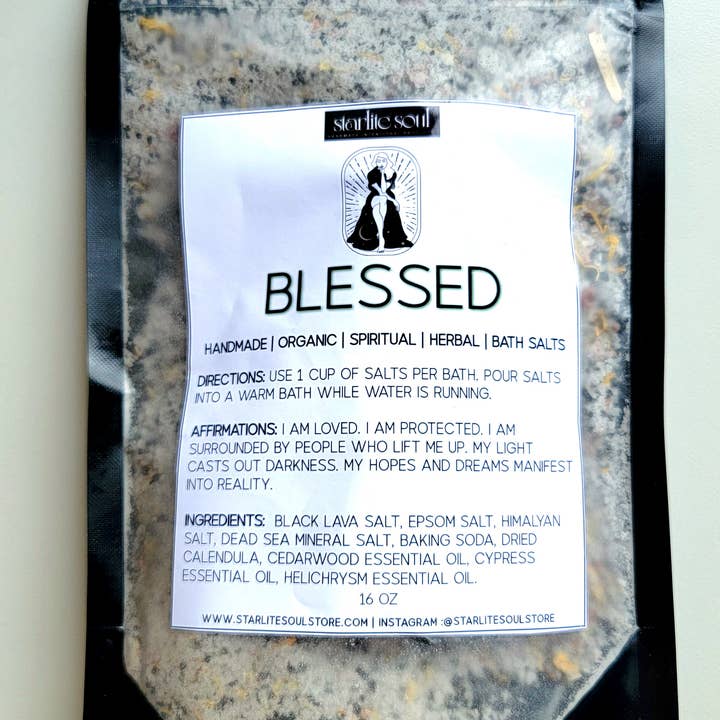 starlite soul
BLESSED
HANDMADE | ORGANIC | SPIRITUAL | HERBAL | BATH SALTS
DIRECTIONS: USE 1 CUP OF SALTS PER BATH. POUR SALTS
INTO A WARM BATH WHILE WATER IS RUNNING.
AFFIRMATIONS: I AM LOVED. I AM PROTECTED. I AM
SURROUNDED BY PEOPLE WHO LIFT ME UP. MY LIGHT
CASTS OUT DARKNESS. MY HOPES AND DREAMS MANIFEST
INTO REALITY.
INGREDIENTS: BLACK LAVA SALT, EPSOM SALT, HIMALYAN
SALT, DEAD SEA MINERAL SALT, BAKING SODA, DRIED
CALENDULA, CEDARWOOD ESSENTIAL OIL, CYPRESS
ESSENTIAL OIL, HELICHRYSM ESSENTIAL OIL.
16 OZ
WWW.STARLITESOULSTORE.COM | INSTAGRAM :@STARLITESOULSTORE